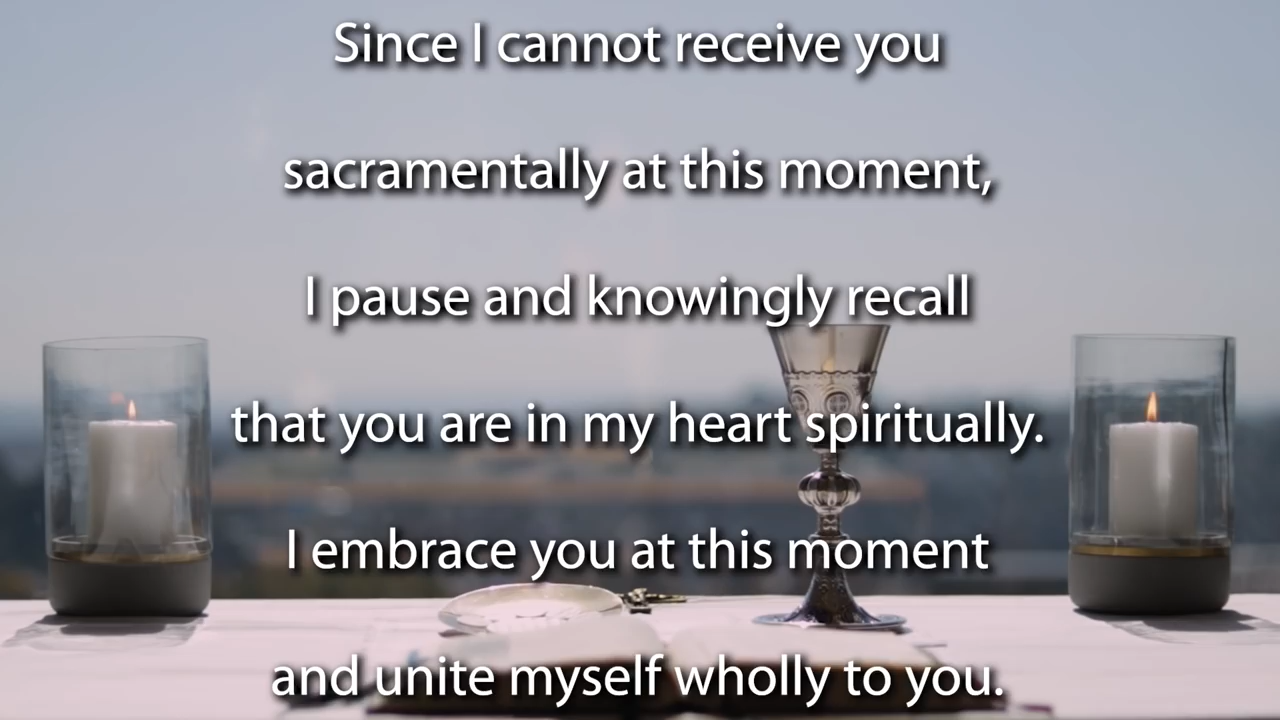 Since I cannot receive you
sacramentally at this moment,
I pause and knowingly recall
that you are in my heart spiritually.
I embrace you at this moment
and unite myself wholly to you.